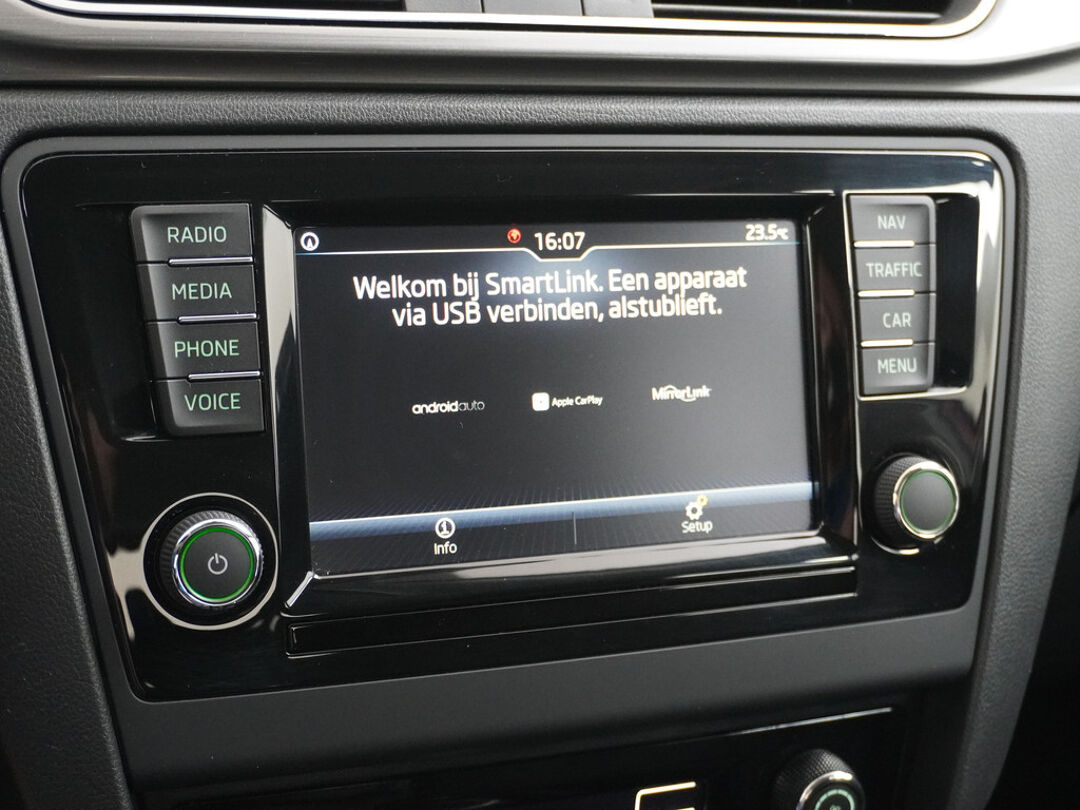 RADIO
MEDIA
PHONE
VOICE
16:07
23.5°C
Welkom bij SmartLink. Een apparaat
via USB verbinden, alstublieft.
androidauto
Apple CarPlay
MirrorLink
Info
Setup
NAV
TRAFFIC
CAR
MENU